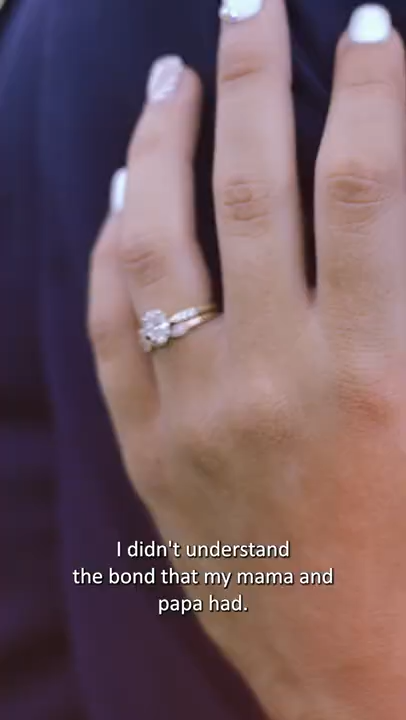 I didn't understand
the bond that my mama and
papa had.